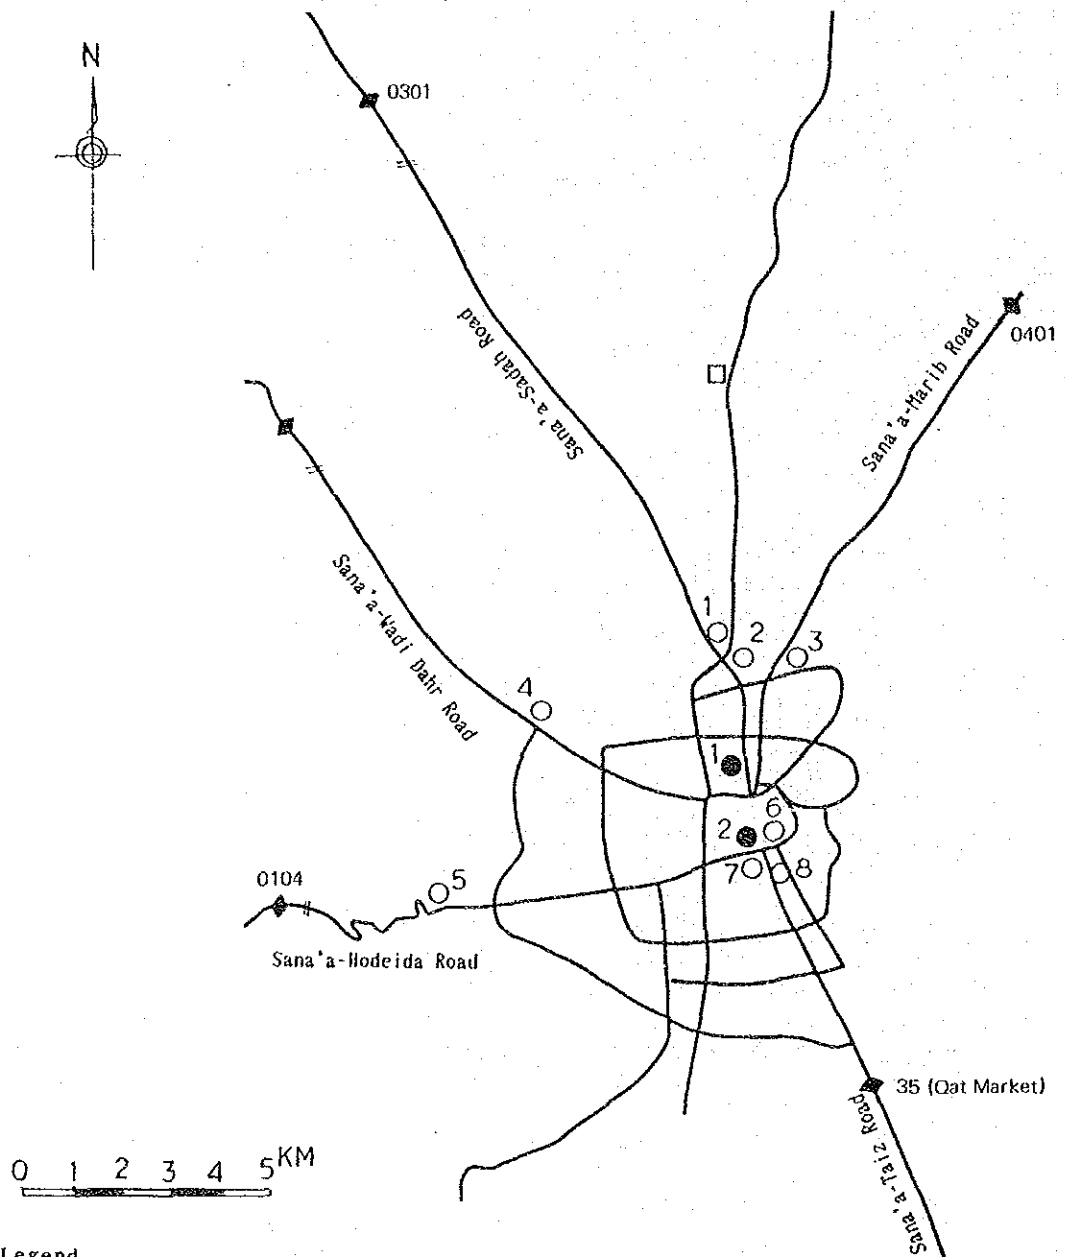 N
0301
0401
Sana'a-Sadah Road
Sana'a-Marib Road
Sana'a-Wadi Dahr Road
1
2
3
4
1
2
6
7
8
0104
5
Sana'a-Hodeida Road
35 (Qat Market)
Sana'a-Taiz Road
0 1 2 3 4 5 KM
Legend